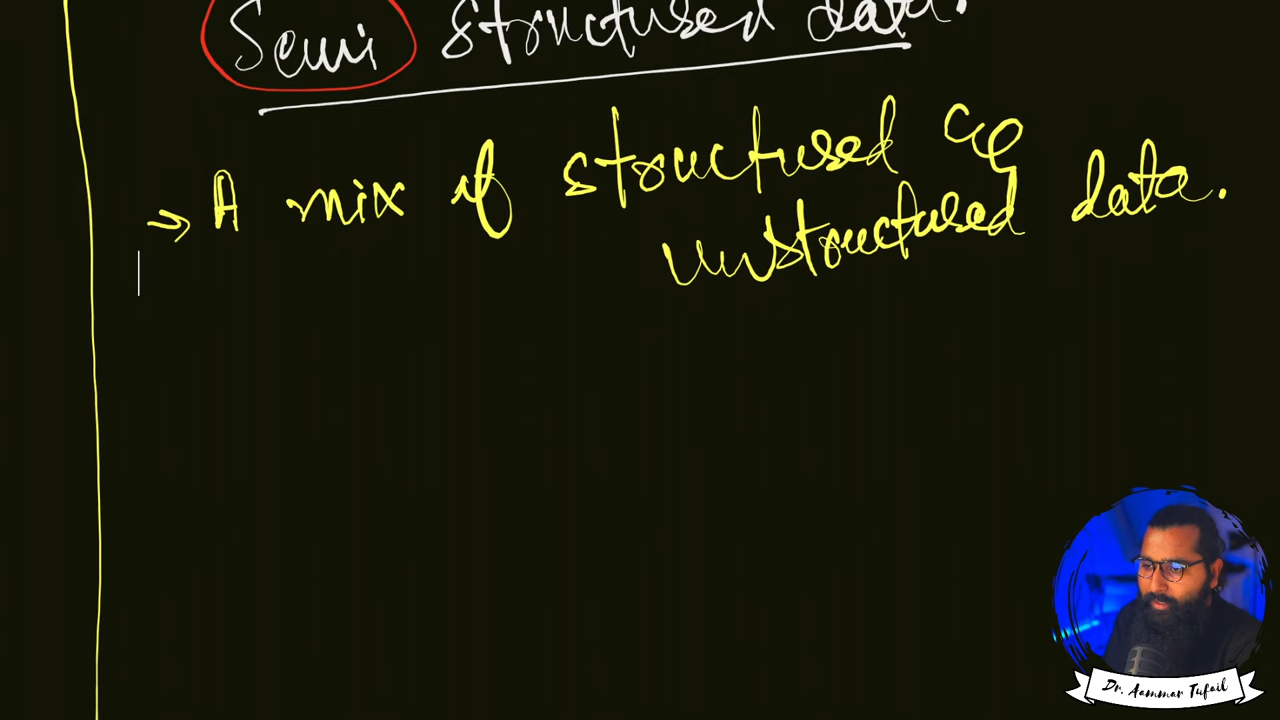 Semi structured data.
→ A mix of structured &
unstructured data.
Dr. Aammar Tufail